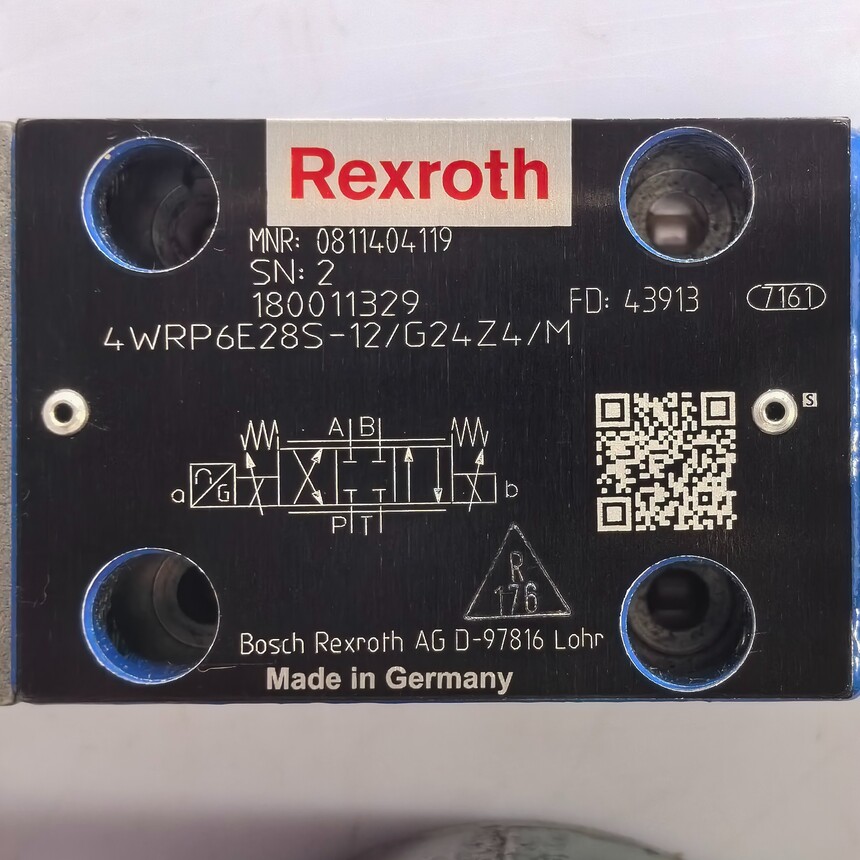 Rexroth
MNR: 0811404119
SN: 2
180011329
FD: 43913
7161
4WRP6E28S-12/G24Z4/M
S
A B
a
G
b
P T
R
176
Bosch Rexroth AG D-97816 Lohr
Made in Germany